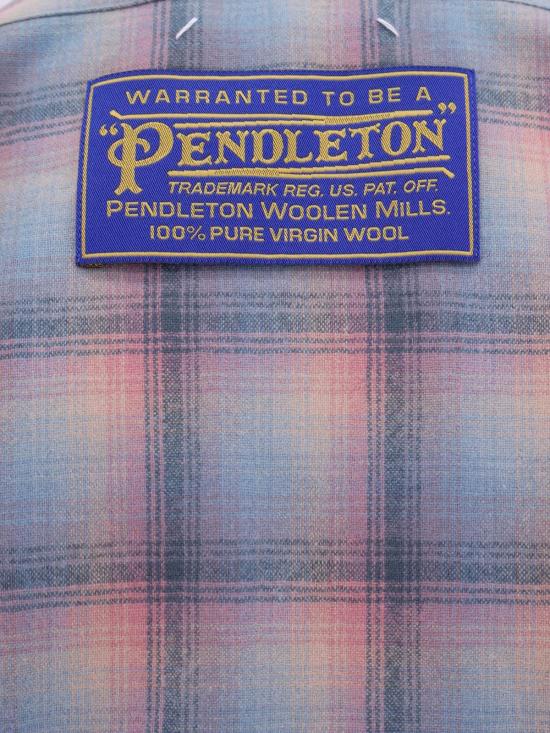 WARRANTED TO BE A
"PENDLETON"
TRADEMARK REG. US. PAT. OFF.
PENDLETON WOOLEN MILLS.
100% PURE VIRGIN WOOL